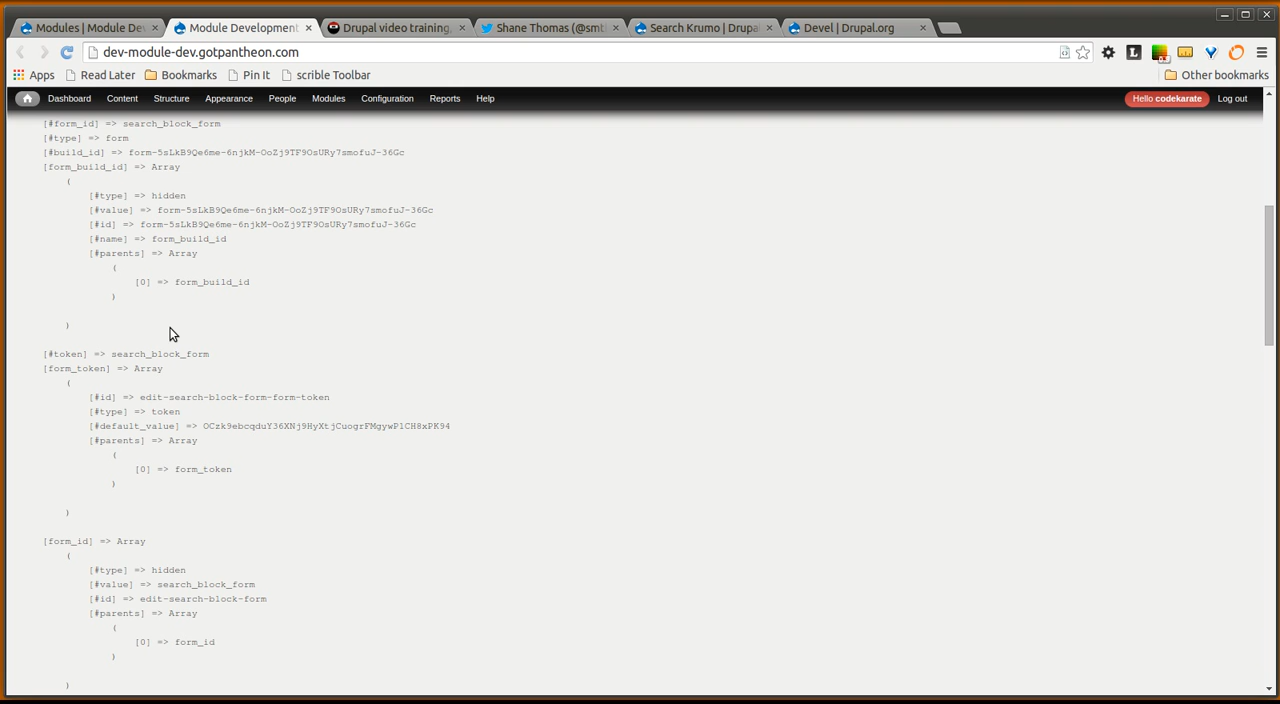 Modules | Module De
Module Development
Drupal video training,
Shane Thomas (@smt
Search Krumo | Drupa
Devel | Drupal.org
dev-module-dev.gotpantheon.com
Apps Read Later Bookmarks Pin It scrible Toolbar Other bookmarks
Dashboard Content Structure Appearance People Modules Configuration Reports Help Hello codekarate Log out
[#form_id] => search_block_form
[#type] => form
[#build_id] => form-5sLkB9Qe6me-6njkM-OoZj9TF9OsURy7smofuJ-36Gc
[form_build_id] => Array
(
[#type] => hidden
[#value] => form-5sLkB9Qe6me-6njkM-OoZj9TF9OsURy7smofuJ-36Gc
[#id] => form-5sLkB9Qe6me-6njkM-OoZj9TF9OsURy7smofuJ-36Gc
[#name] => form_build_id
[#parents] => Array
(
[0] => form_build_id
)
)
[#token] => search_block_form
[form_token] => Array
(
[#id] => edit-search-block-form-form-token
[#type] => token
[#default_value] => OCzk9ebcqduY36XNj9HyXtjCuogrFMgywPlCH8xPK94
[#parents] => Array
(
[0] => form_token
)
)
[form_id] => Array
(
[#type] => hidden
[#value] => search_block_form
[#id] => edit-search-block-form
[#parents] => Array
(
[0] => form_id
)
)